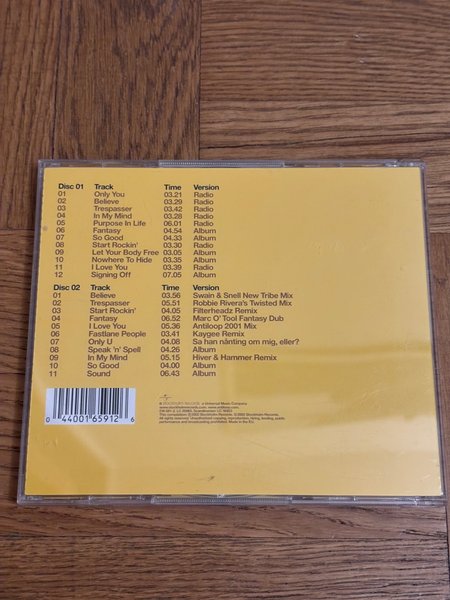 Disc 01 Track Time Version
01 Only You 03.21 Radio
02 Believe 03.29 Radio
03 Trespasser 03.42 Radio
04 In My Mind 03.28 Radio
05 Purpose In Life 06.01 Radio
06 Fantasy 04.54 Album
07 So Good 04.33 Album
08 Start Rockin' 03.30 Radio
09 Let Your Body Free 03.05 Album
10 Nowhere To Hide 03.35 Album
11 I Love You 03.39 Radio
12 Signing Off 07.05 Album
Disc 02 Track Time Version
01 Believe 03.56 Swain & Snell New Tribe Mix
02 Trespasser 05.51 Robbie Rivera's Twisted Mix
03 Start Rockin' 04.05 Filterheadz Remix
04 Fantasy 06.52 Marc O'Tool Fantasy Dub
05 I Love You 05.36 Antiloop 2001 Mix
06 Fastlane People 03.41 Kaygee Remix
07 Only U 04.08 Sa han nånting om mig, eller?
08 Speak 'n' Spell 04.26 Album
09 In My Mind 05.15 Hiver & Hammer Remix
10 So Good 04.00 Album
11 Sound 06.43 Album
0 44001 65912 6
a Universal Music Company.